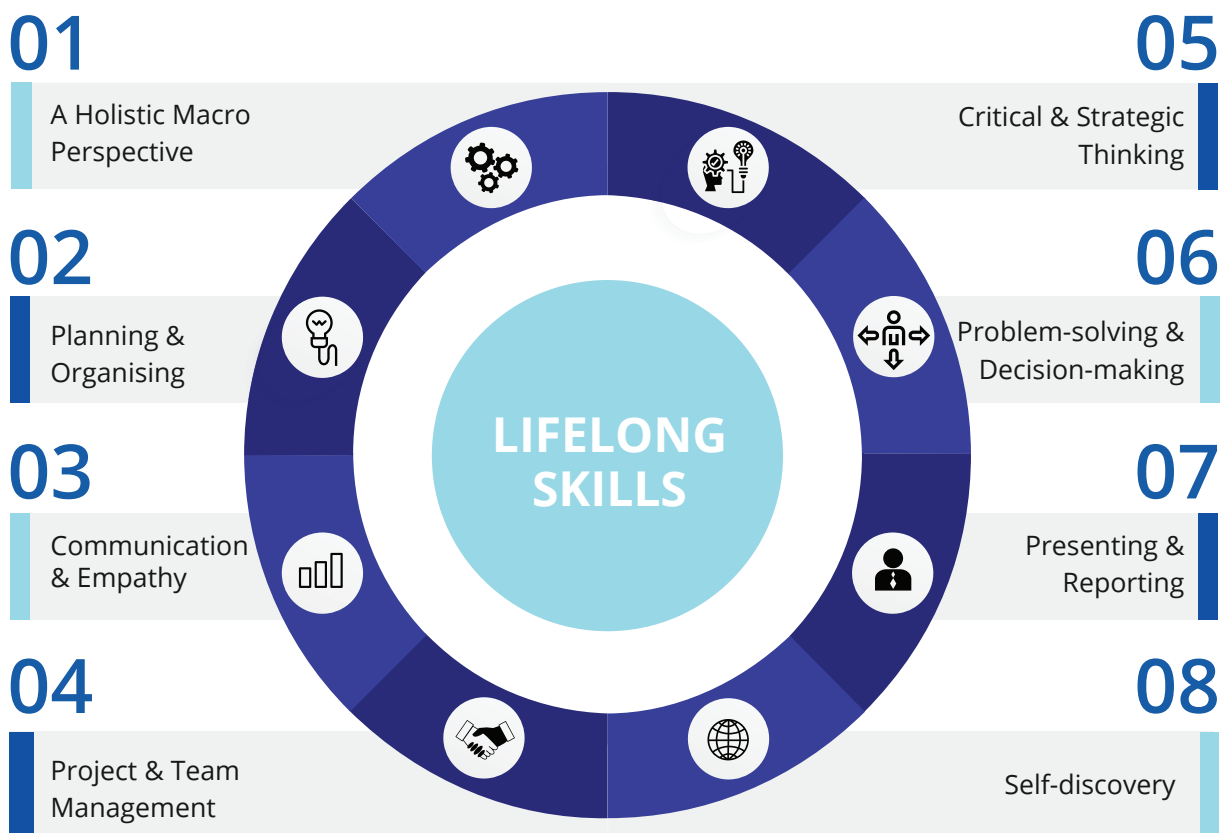 01
A Holistic Macro
Perspective
02
Planning &
Organising
03
Communication
& Empathy
04
Project & Team
Management
LIFELONG
SKILLS
05
Critical & Strategic
Thinking
06
Problem-solving &
Decision-making
07
Presenting &
Reporting
08
Self-discovery